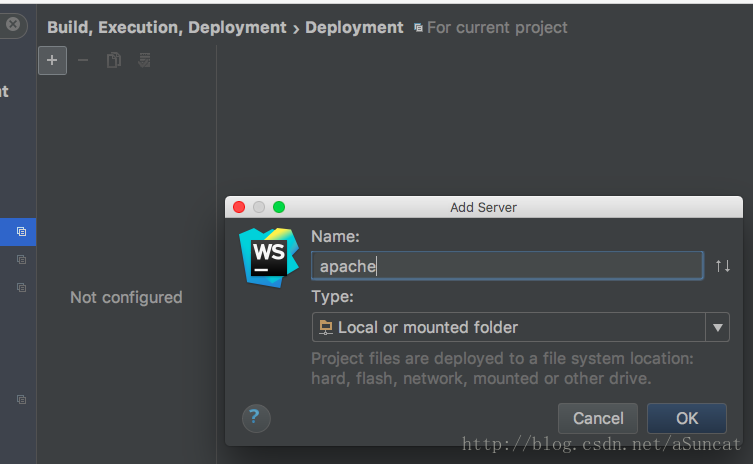 Build, Execution, Deployment › Deployment For current project
t
Add Server
WS
Name:
apache
Not configured
Type:
Local or mounted folder
Project files are deployed to a file system location:
hard, flash, network, mounted or other drive.
?
Cancel
OK
http://blog.csdn.net/aSuncat